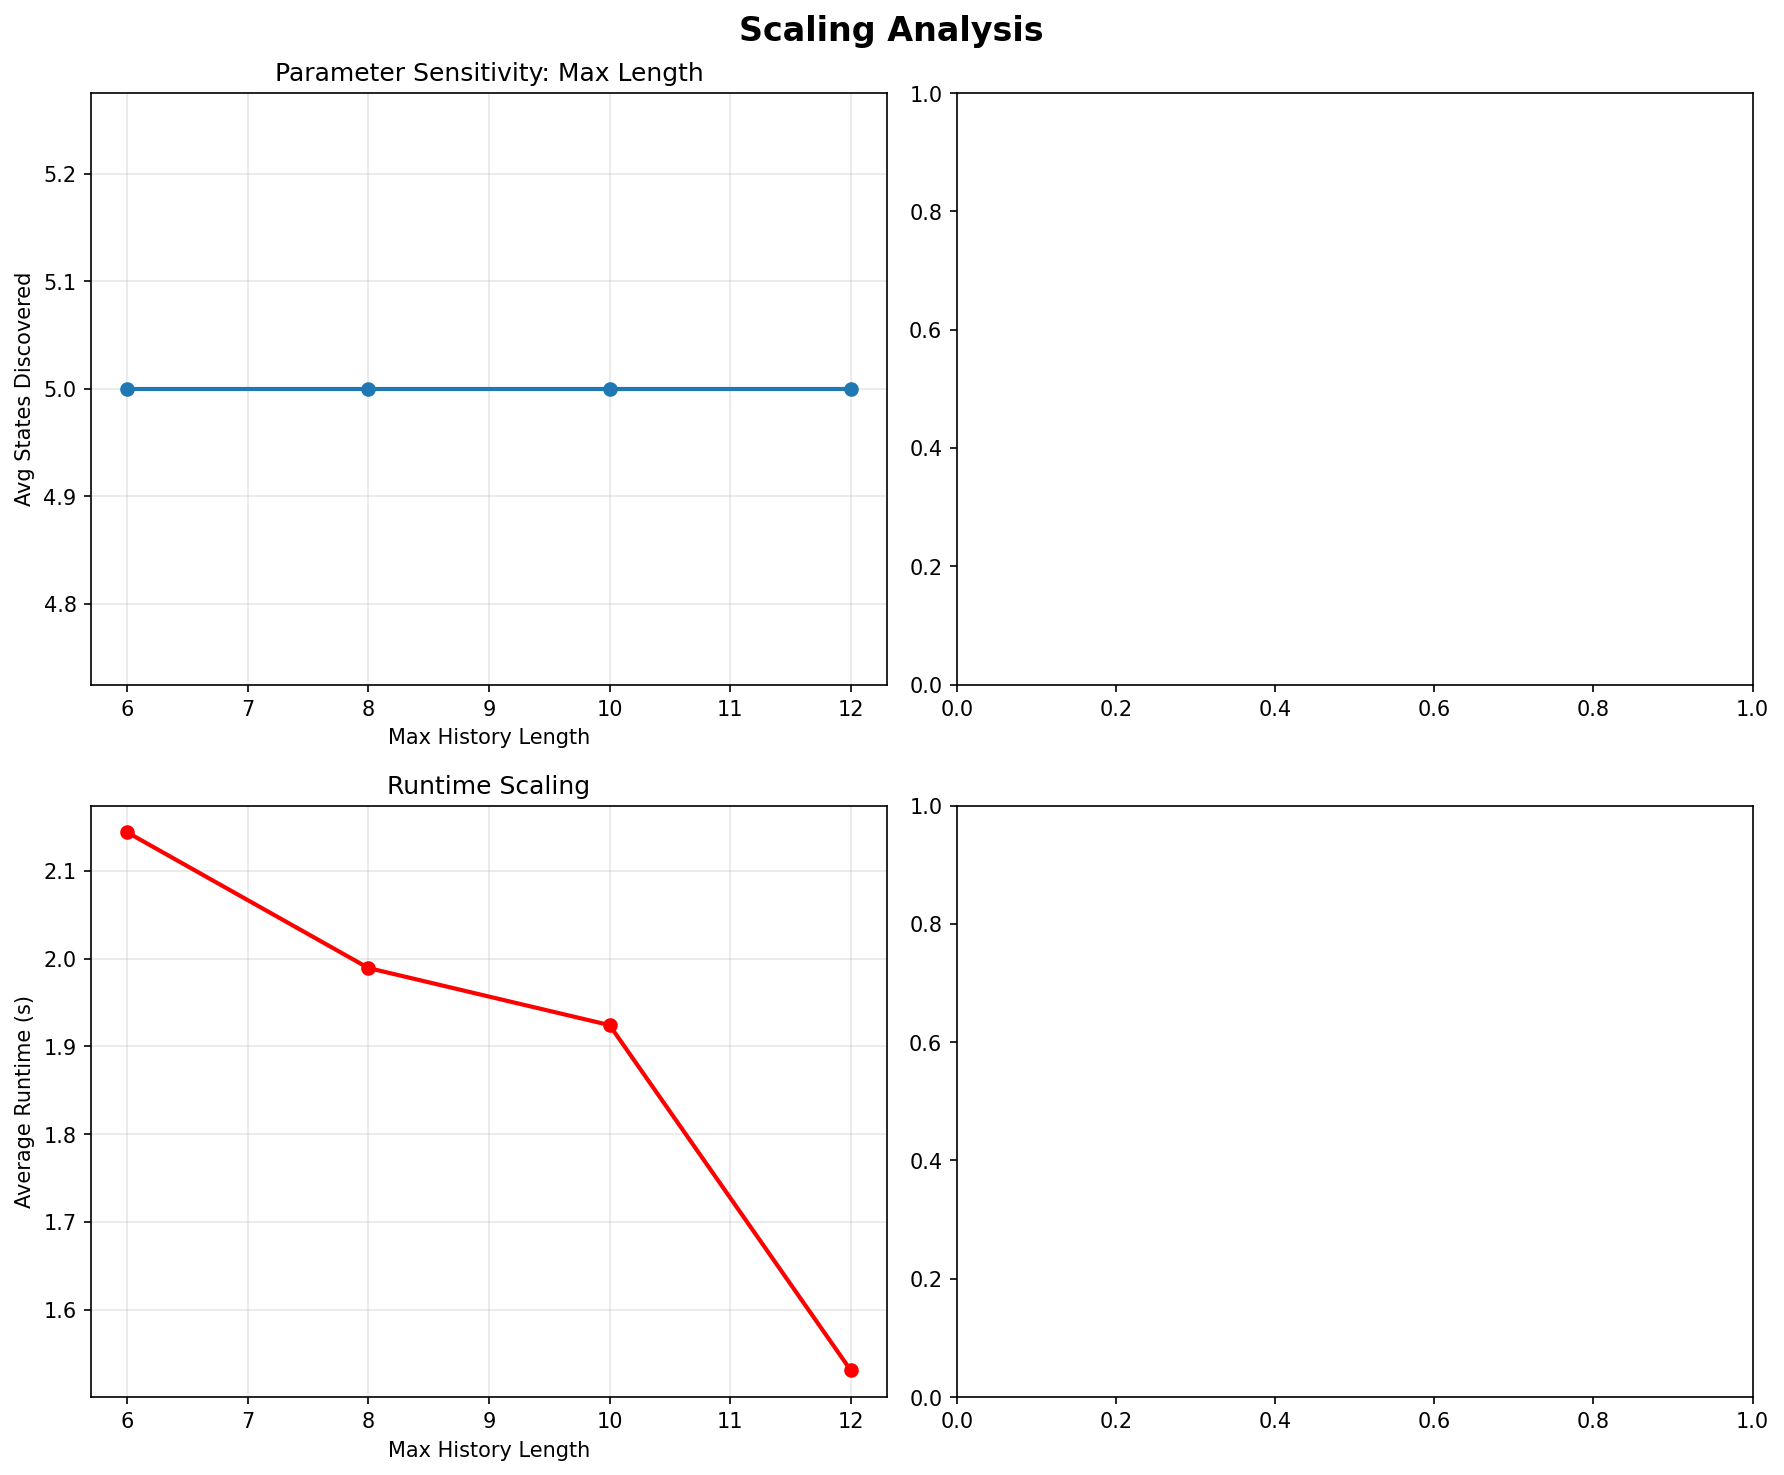 Scaling Analysis
Parameter Sensitivity: Max Length
Avg States Discovered
5.2
5.1
5.0
4.9
4.8
6 7 8 9 10 11 12
Max History Length
1.0
0.8
0.6
0.4
0.2
0.0
0.0 0.2 0.4 0.6 0.8 1.0
Runtime Scaling
Average Runtime (s)
2.1
2.0
1.9
1.8
1.7
1.6
6 7 8 9 10 11 12
Max History Length
1.0
0.8
0.6
0.4
0.2
0.0
0.0 0.2 0.4 0.6 0.8 1.0